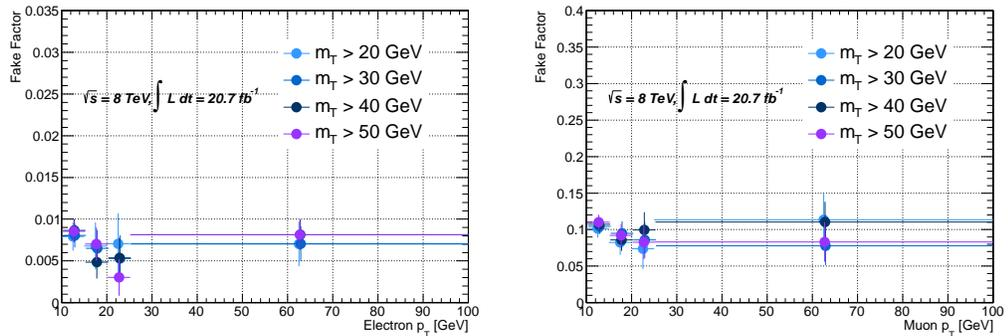 Fake Factor
0.035
0.03
0.025
0.02
0.015
0.01
0.005
0
m_T > 20 GeV
m_T > 30 GeV
m_T > 40 GeV
m_T > 50 GeV
√s = 8 TeV, ∫ L dt = 20.7 fb⁻¹
10 20 30 40 50 60 70 80 90 100
Electron p_T [GeV]
Fake Factor
0.4
0.35
0.3
0.25
0.2
0.15
0.1
0.05
0
m_T > 20 GeV
m_T > 30 GeV
m_T > 40 GeV
m_T > 50 GeV
√s = 8 TeV, ∫ L dt = 20.7 fb⁻¹
10 20 30 40 50 60 70 80 90 100
Muon p_T [GeV]